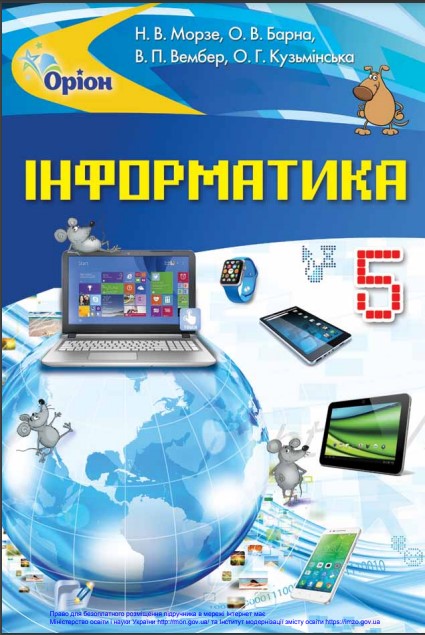 Н. В. Морзе, О. В. Барна,
В. П. Вембер, О. Г. Кузьмінська
Оріон
ІНФОРМАТИКА
5
Право для безоплатного розміщення підручника в мережі Інтернет має
Міністерство освіти і науки України http://mon.gov.ua/ та Інститут модернізації змісту освіти https://imzo.gov.ua